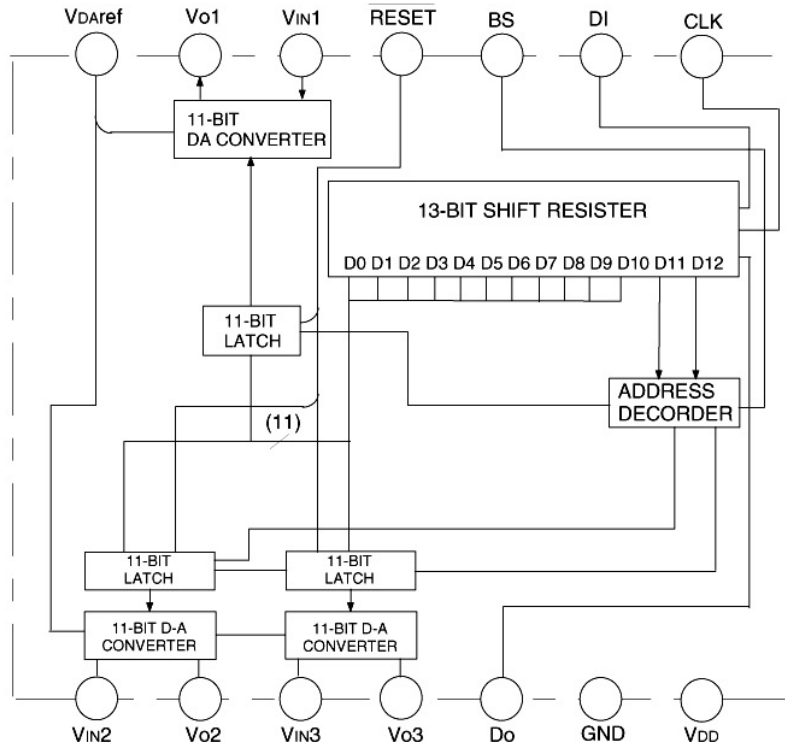 VDAref Vo1 VIN1 RESET BS DI CLK
11-BIT
DA CONVERTER
13-BIT SHIFT RESISTER
D0 D1 D2 D3 D4 D5 D6 D7 D8 D9 D10 D11 D12
11-BIT
LATCH
ADDRESS
DECORDER
(11)
11-BIT
LATCH
11-BIT
LATCH
11-BIT D-A
CONVERTER
11-BIT D-A
CONVERTER
VIN2 Vo2 VIN3 Vo3 Do GND VDD